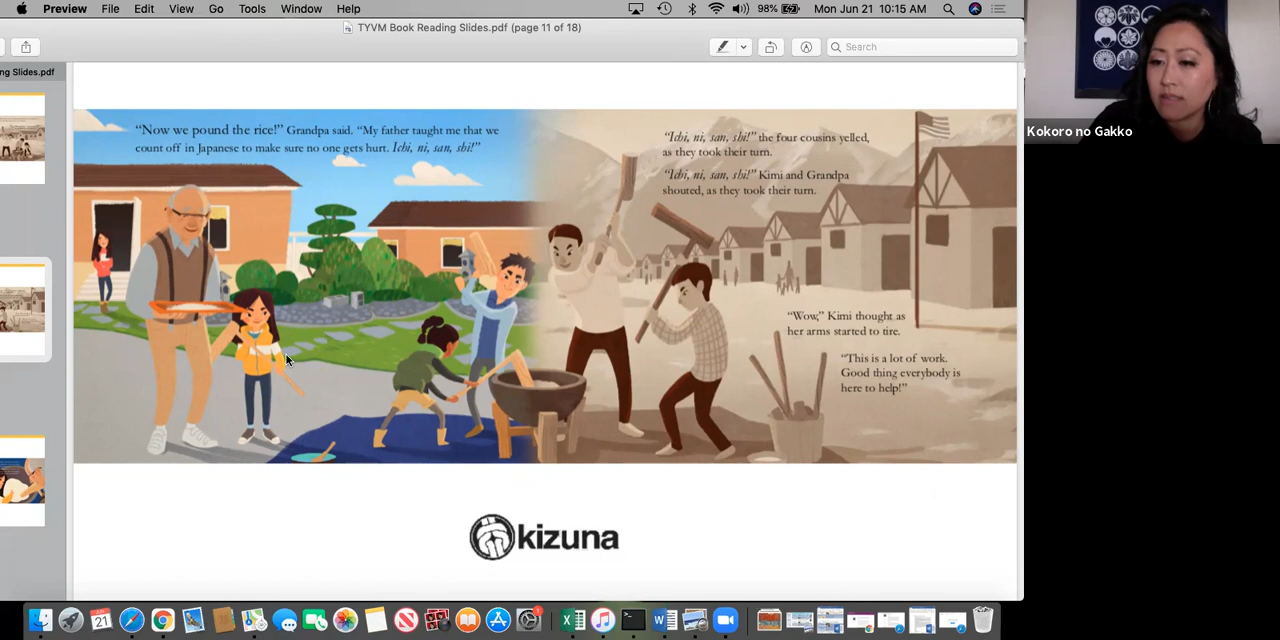 Preview File Edit View Go Tools Window Help
98%
Mon Jun 21 10:15 AM
TYVM Book Reading Slides.pdf (page 11 of 18)
Search
ng Slides.pdf
Kokoro no Gakko
“Now we pound the rice!” Grandpa said. “My father taught me that we
count off in Japanese to make sure no one gets hurt. Ichi, ni, san, shi!”
“Ichi, ni, san, shi!” the four cousins yelled,
as they took their turn.
“Ichi, ni, san, shi!” Kimi and Grandpa
shouted, as they took their turn.
“Wow,” Kimi thought as
her arms started to tire.
“This is a lot of work.
Good thing everybody is
here to help!”
kizuna